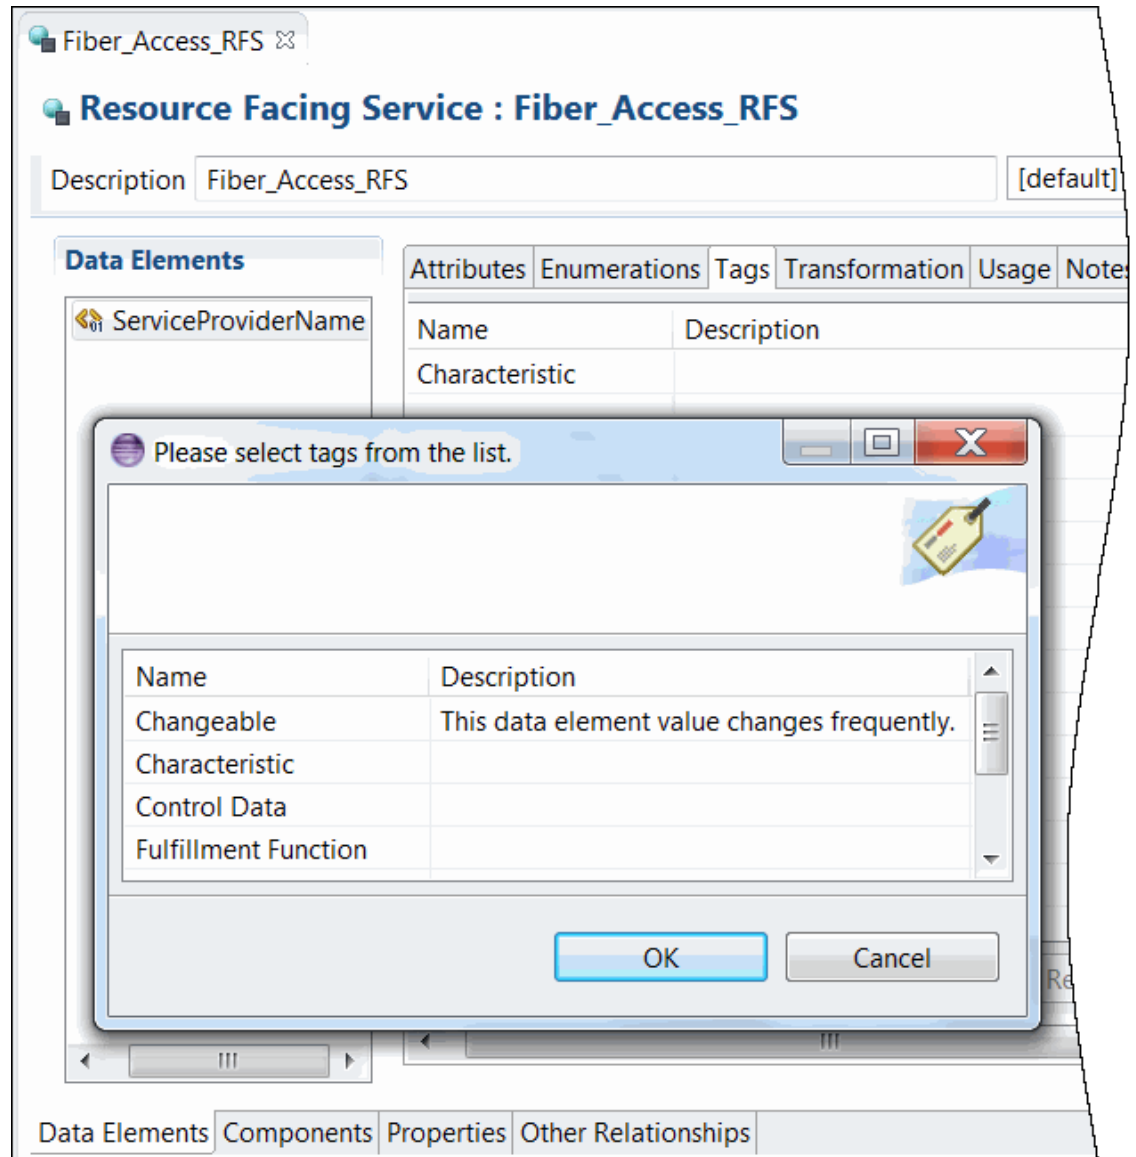 Fiber_Access_RFS
Resource Facing Service : Fiber_Access_RFS
Description Fiber_Access_RFS [default]
Data Elements
Attributes Enumerations Tags Transformation Usage Notes
ServiceProviderName
Name Description
Characteristic
Please select tags from the list.
Name Description
Changeable This data element value changes frequently.
Characteristic
Control Data
Fulfillment Function
OK Cancel
Data Elements Components Properties Other Relationships